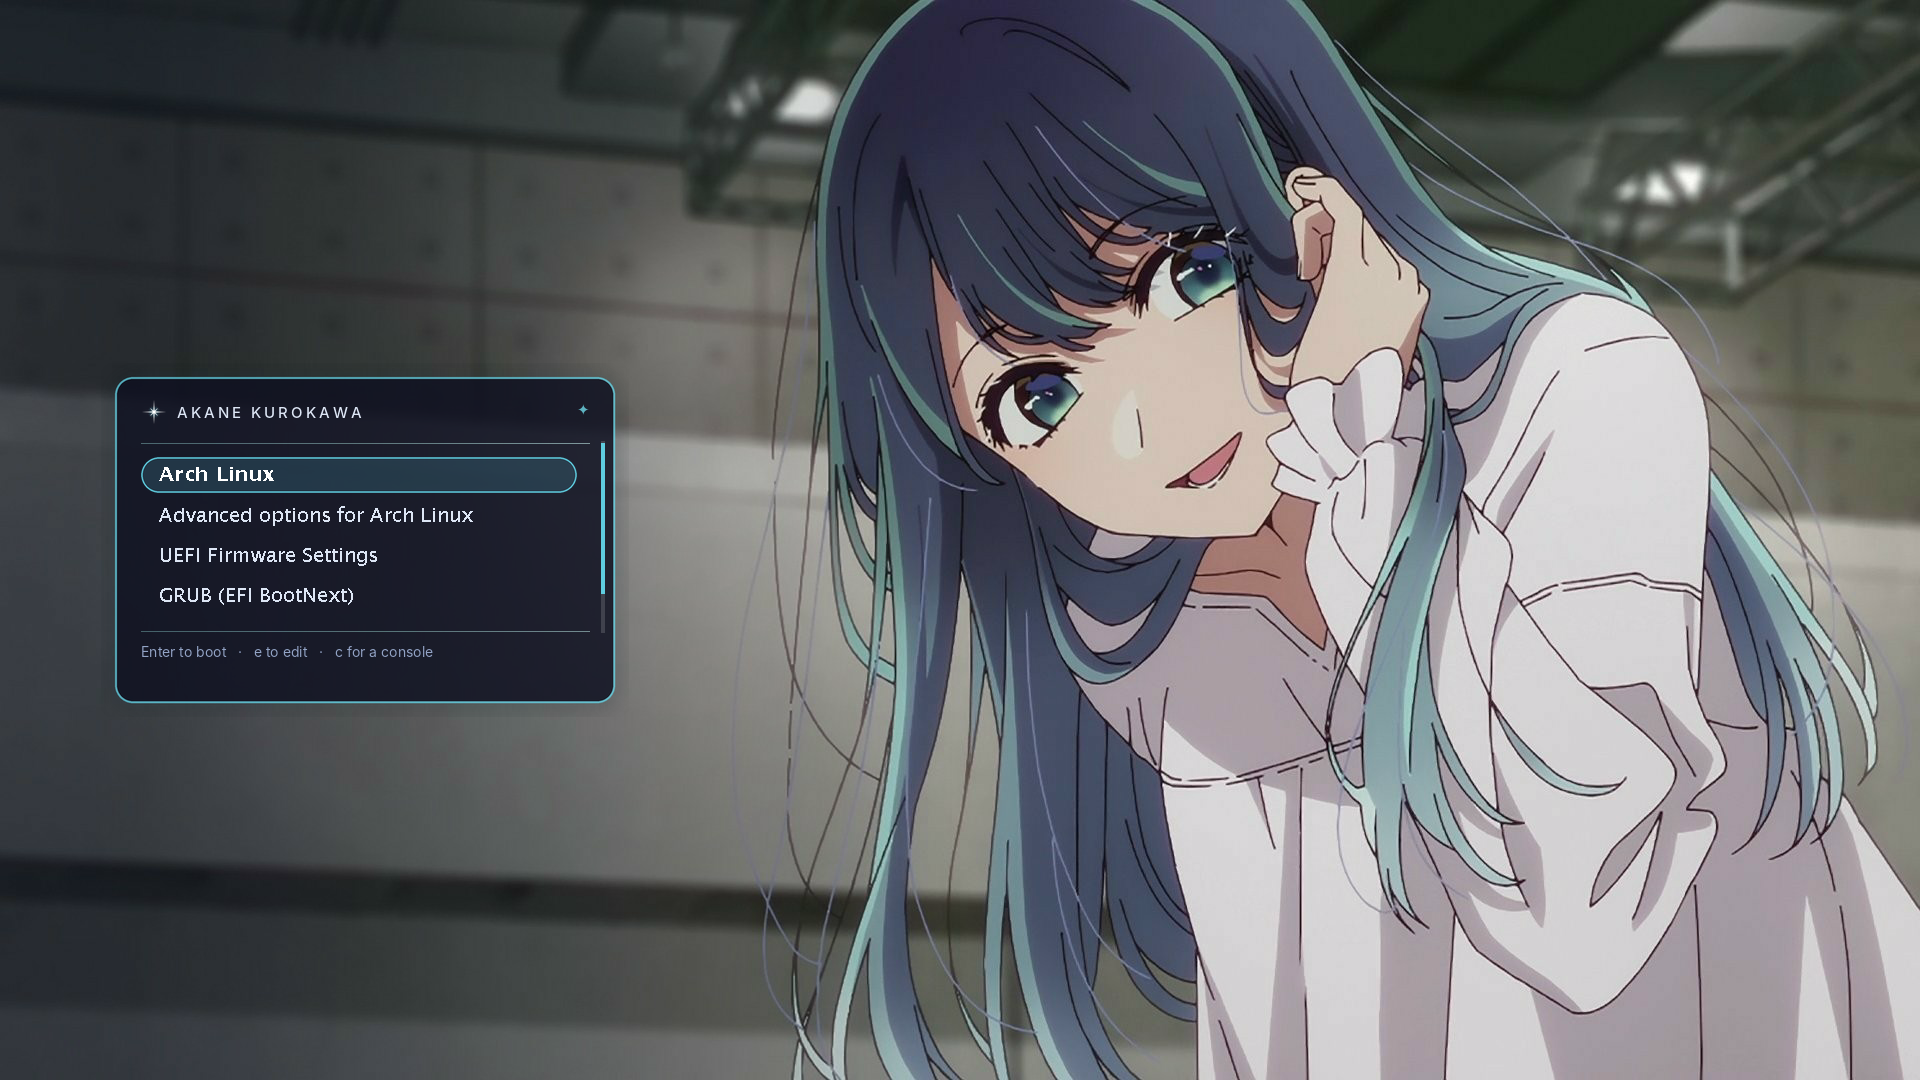 AKANE KUROKAWA
Arch Linux
Advanced options for Arch Linux
UEFI Firmware Settings
GRUB (EFI BootNext)
Enter to boot · e to edit · c for a console